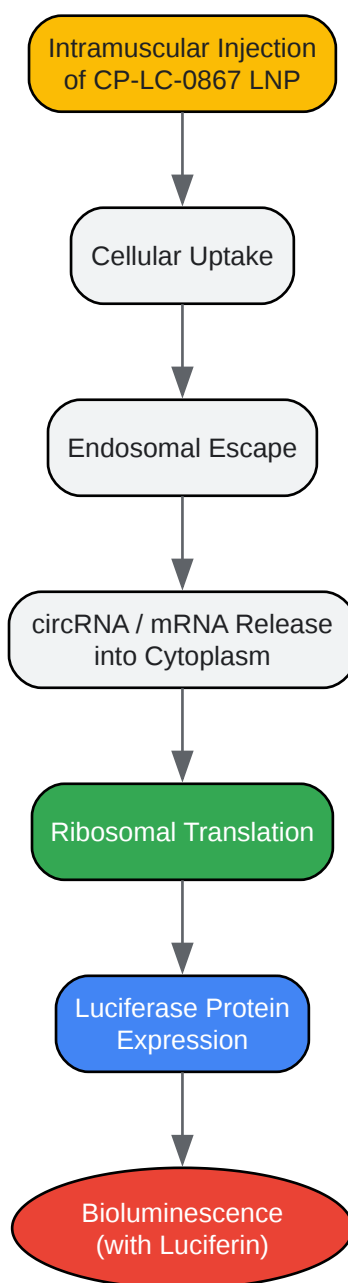 Intramuscular Injection
of CP-LC-0867 LNP
Cellular Uptake
Endosomal Escape
circRNA / mRNA Release
into Cytoplasm
Ribosomal Translation
Luciferase Protein
Expression
Bioluminescence
(with Luciferin)